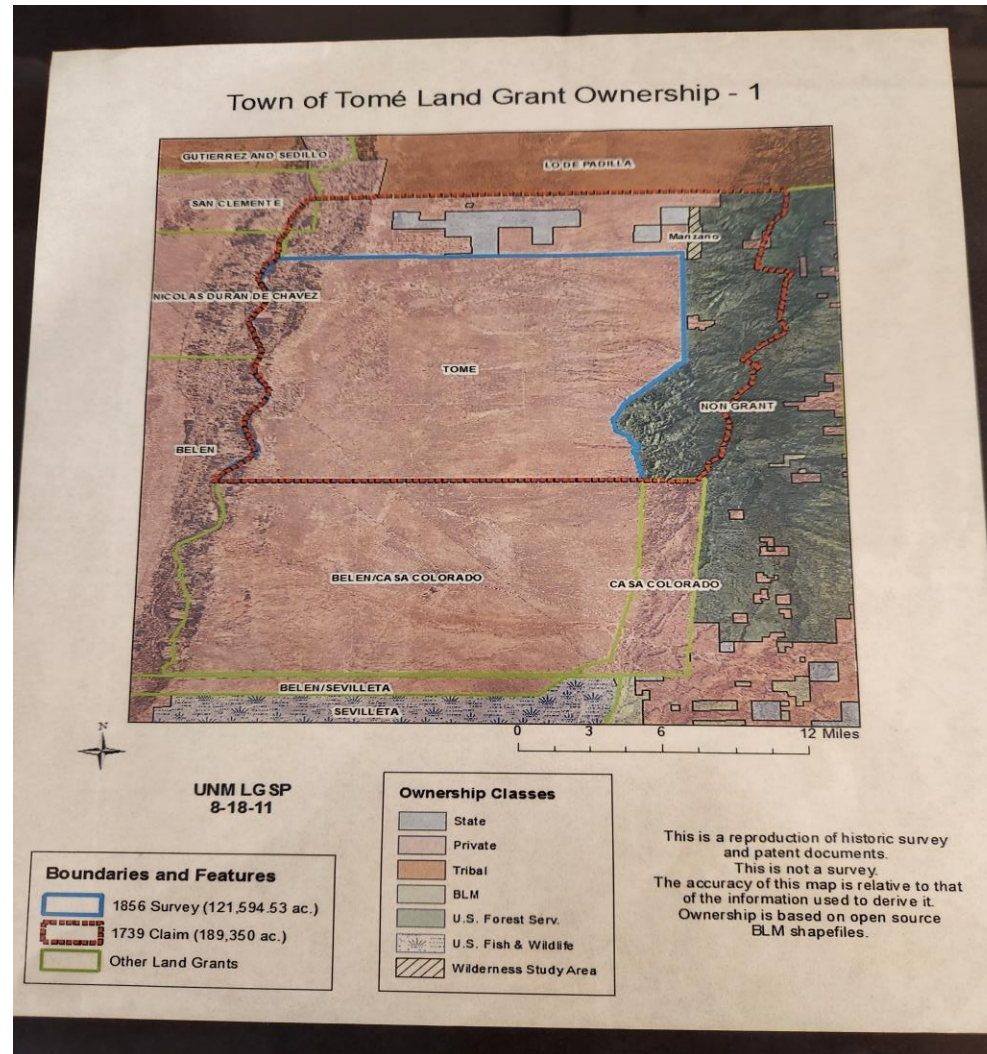 Town of Tomé Land Grant Ownership - 1
GUTIERREZ AND SEDILLO
LO DE PADILLA
SAN CLEMENTE
Manzano
NICOLAS DURAN DE CHAVEZ
TOME
NON GRANT
BELEN
BELEN/CASA COLORADO
CASA COLORADO
BELEN/SEVILLETA
SEVILLETA
N
0 3 6 12 Miles
UNM LGSP
8-18-11
Boundaries and Features
1856 Survey (121,594.53 ac.)
1739 Claim (189,350 ac.)
Other Land Grants
Ownership Classes
State
Private
Tribal
BLM
U.S. Forest Serv.
U.S. Fish & Wildlife
Wilderness Study Area
This is a reproduction of historic survey
and patent documents.
This is not a survey.
The accuracy of this map is relative to that
of the information used to derive it.
Ownership is based on open source
BLM shapefiles.